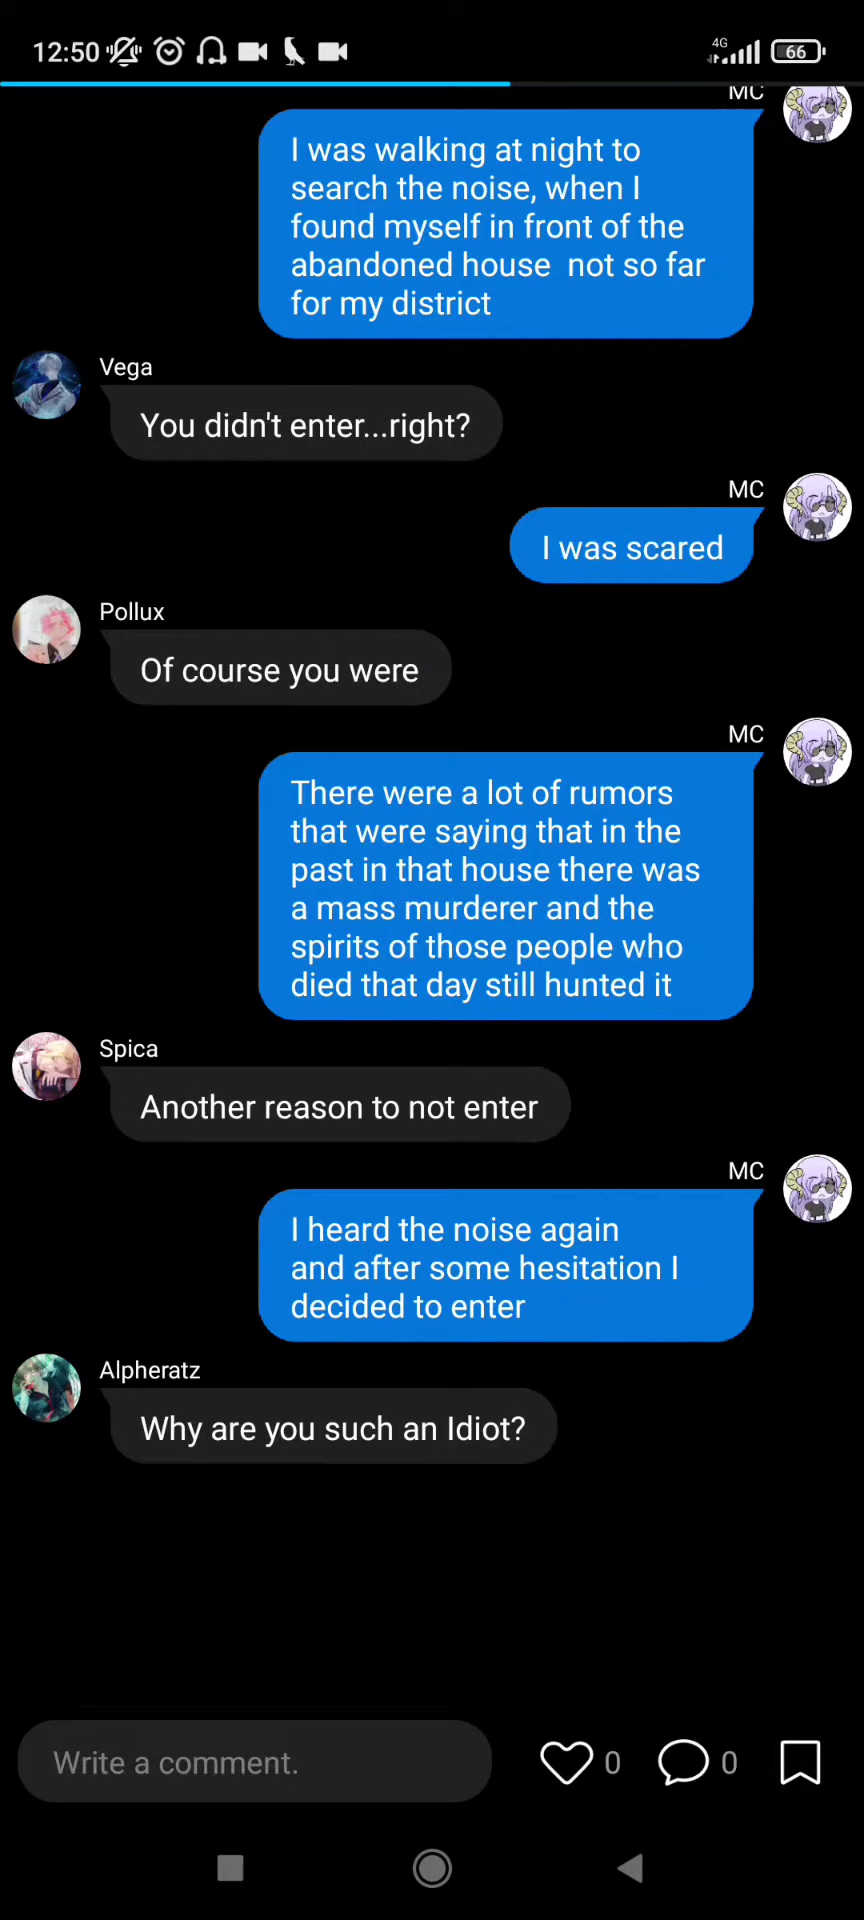 12:50
4G
66
MC
I was walking at night to
search the noise, when I
found myself in front of the
abandoned house  not so far
for my district
Vega
You didn't enter...right?
MC
I was scared
Pollux
Of course you were
MC
There were a lot of rumors
that were saying that in the
past in that house there was
a mass murderer and the
spirits of those people who
died that day still hunted it
Spica
Another reason to not enter
MC
I heard the noise again
and after some hesitation I
decided to enter
Alpheratz
Why are you such an Idiot?
Write a comment.
0
0